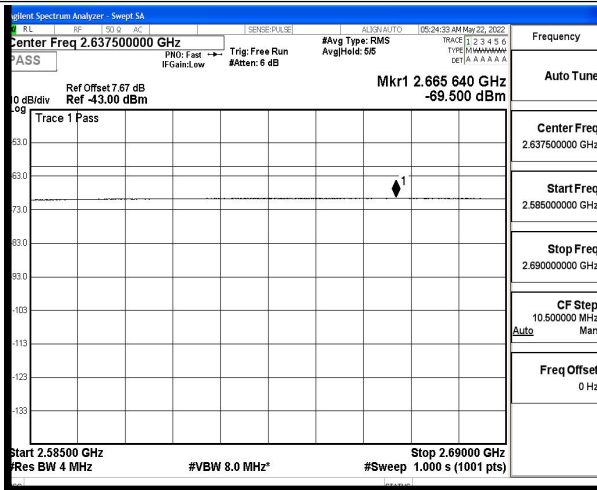 gilent Spectrum Analyzer - Swept SA
RL RF 50 Ω AC SENSE:PULSE ALIGN AUTO 05:24:33 AM May 22, 2022
Center Freq 2.637500000 GHz #Avg Type: RMS TRACE 1 2 3 4 5 6 Frequency
PASS PNO: Fast Trig: Free Run Avg|Hold: 5/5 TYPE M WWWWW
IFGain:Low #Atten: 6 dB DET A A A A A A
Auto Tune
Mkr1 2.665 640 GHz
Ref Offset 7.67 dB
10 dB/div Ref -43.00 dBm -69.500 dBm
Log
Trace 1 Pass
Center Freq
2.637500000 GHz
-53.0
-63.0
1
Start Freq
2.585000000 GHz
-73.0
-83.0
Stop Freq
2.690000000 GHz
-93.0
-103
CF Step
10.500000 MHz
Auto Man
-113
-123
Freq Offset
0 Hz
-133
Start 2.58500 GHz Stop 2.69000 GHz
#Res BW 4 MHz #VBW 8.0 MHz* #Sweep 1.000 s (1001 pts)
STATUS